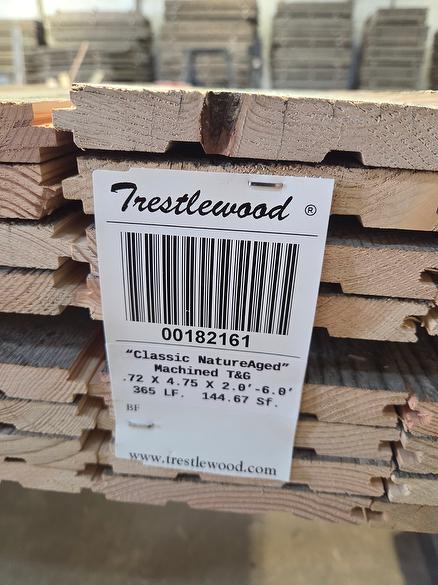 Trestlewood ®
00182161
"Classic NatureAged"
Machined T&G
.72 X 4.75 X 2.0'-6.0'
365 LF. 144.67 Sf.
BF
www.trestlewood.com